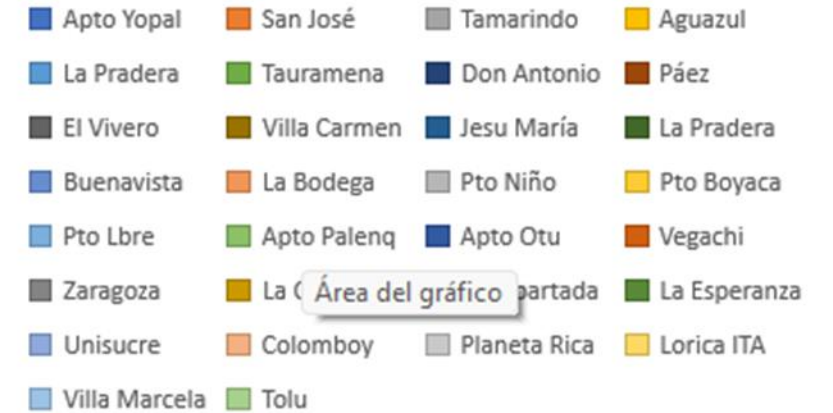 Apto Yopal San José Tamarindo Aguazul
La Pradera Tauramena Don Antonio Páez
El Vivero Villa Carmen Jesu María La Pradera
Buenavista La Bodega Pto Niño Pto Boyaca
Pto Lbre Apto Palenq Apto Otu Vegachi
Zaragoza La Área del gráfico La Esperanza
Unisucre Colomboy Planeta Rica Lorica ITA
Villa Marcela Tolu